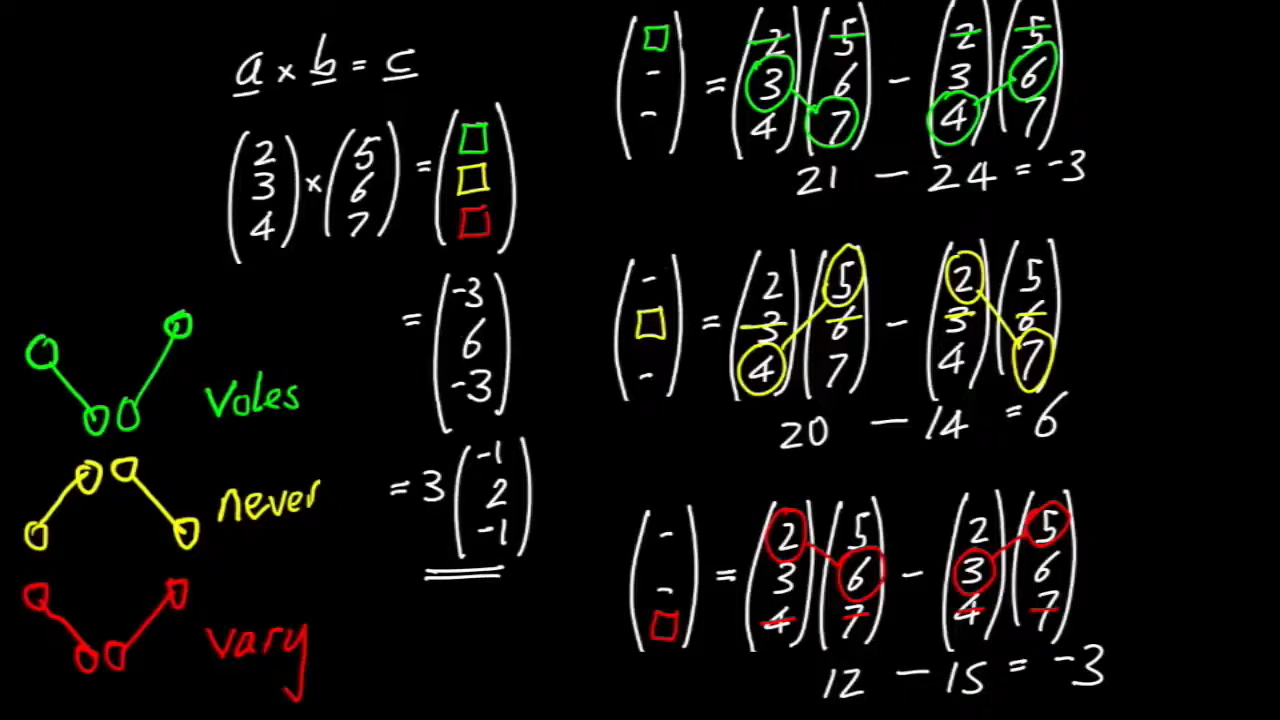 a × b = c
(2 3 4) × (5 6 7) = (□ □ □)
= (-3 6 -3)
= 3 (-1 2 -1)
voles
never
vary
(□ - -) = (2 3 4) (5 6 7) - (2 3 4) (5 6 7)
21 - 24 = -3
(- □ -) = (2 3 4) (5 6 7) - (2 3 4) (5 6 7)
20 - 14 = 6
(- - □) = (2 3 4) (5 6 7) - (2 3 4) (5 6 7)
12 - 15 = -3